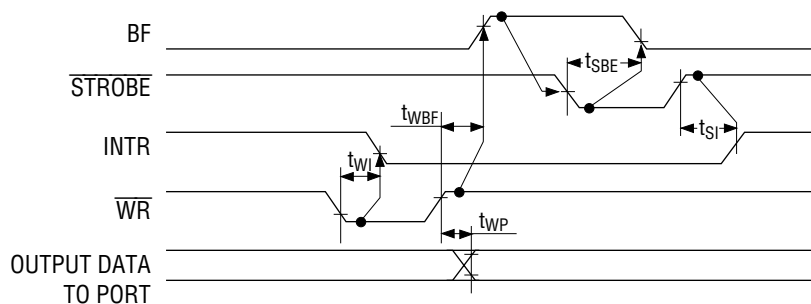 BF
STROBE
tSBE
tWBF
tSI
INTR
tWI
WR
tWP
OUTPUT DATA
TO PORT